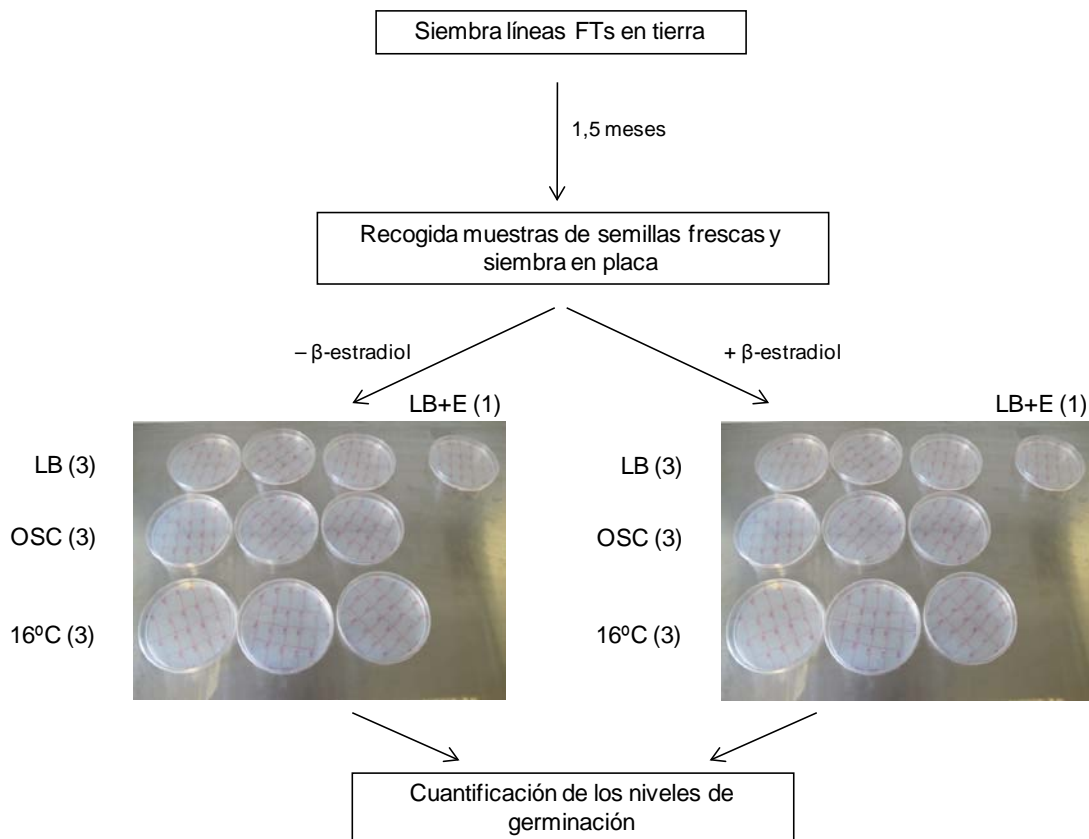 Siembra líneas FTs en tierra
1,5 meses
Recogida muestras de semillas frescas y
siembra en placa
– β-estradiol
+ β-estradiol
LB+E (1)
LB+E (1)
LB (3)
LB (3)
OSC (3)
OSC (3)
16ºC (3)
16ºC (3)
Cuantificación de los niveles de
germinación